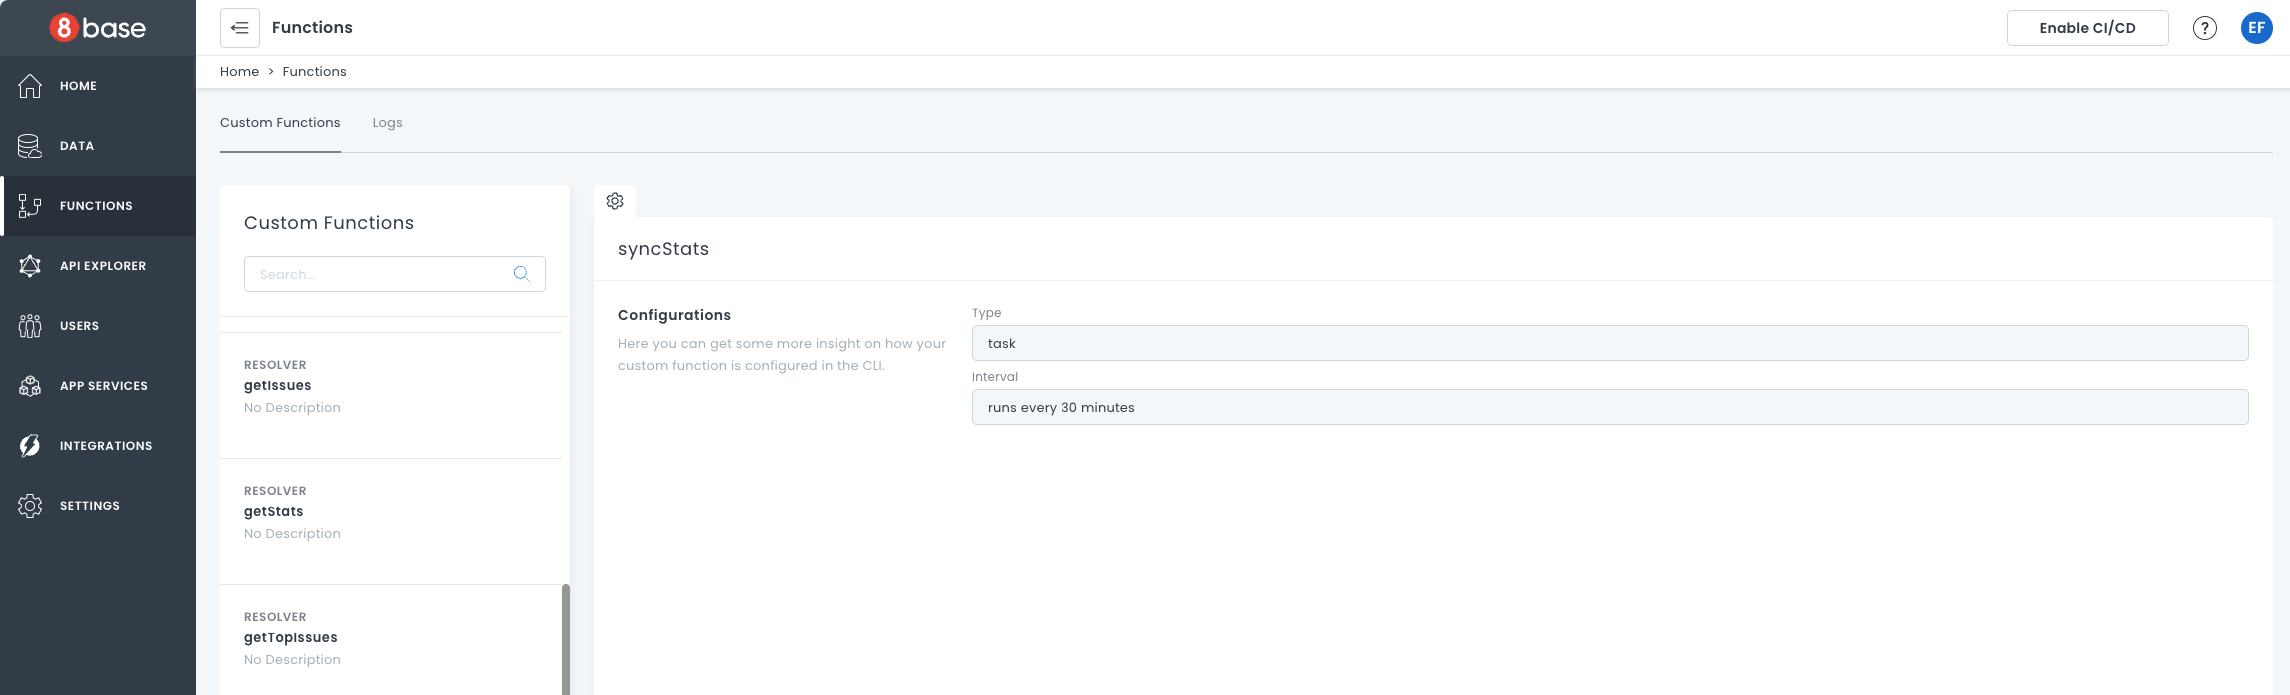 8 base
HOME
DATA
FUNCTIONS
API EXPLORER
USERS
APP SERVICES
INTEGRATIONS
SETTINGS
Functions
Enable CI/CD
?
EF
Home > Functions
Custom Functions
Logs
Custom Functions
Search...
RESOLVER
getIssues
No Description
RESOLVER
getStats
No Description
RESOLVER
getTopIssues
No Description
syncStats
Configurations
Here you can get some more insight on how your
custom function is configured in the CLI.
Type
task
Interval
runs every 30 minutes